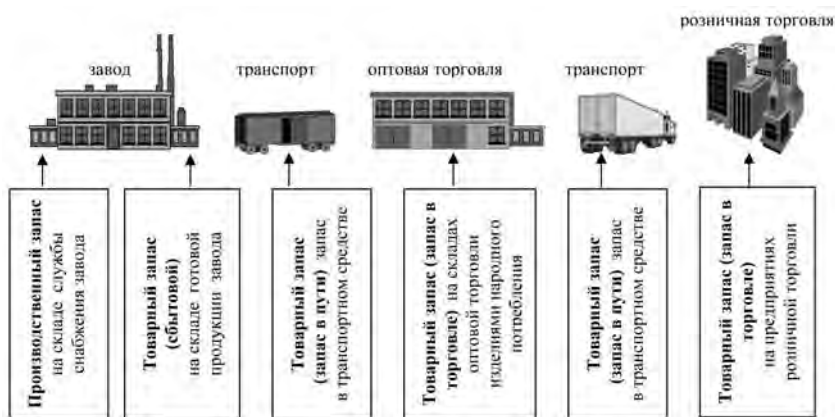 розничная торговля
завод
транспорт
оптовая торговля
транспорт
Производственный запас
на складе службы
снабжения завода
Товарный запас
(сбытовой)
на складе готовой
продукции завода
Товарный запас
(запас в пути) запас
в транспортном средстве
Товарный запас (запас в
торговле) на складах
оптовой торговли
изделиями народного
потребления
Товарный запас
(запас в пути) запас
в транспортном средстве
Товарный запас (запас в
торговле)
на предприятиях
розничной торговли